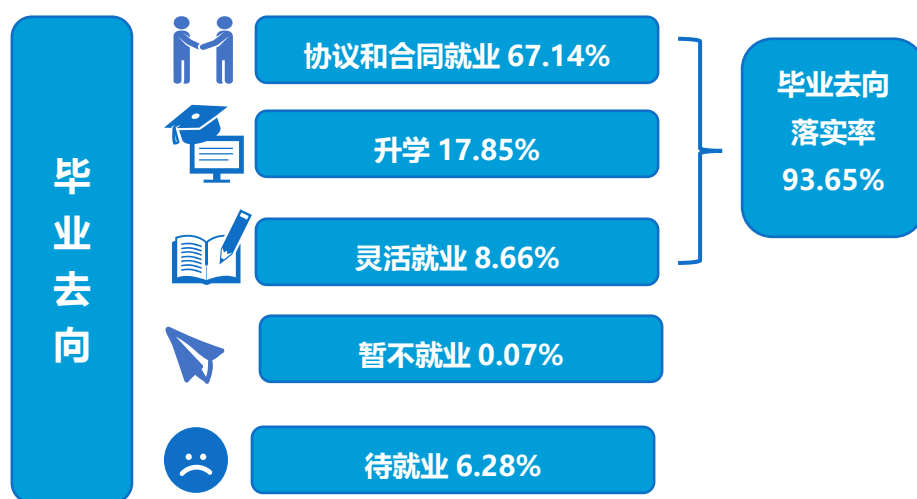 毕业去向
协议和合同就业 67.14%
升学 17.85%
灵活就业 8.66%
暂不就业 0.07%
待就业 6.28%
毕业去向
落实率
93.65%